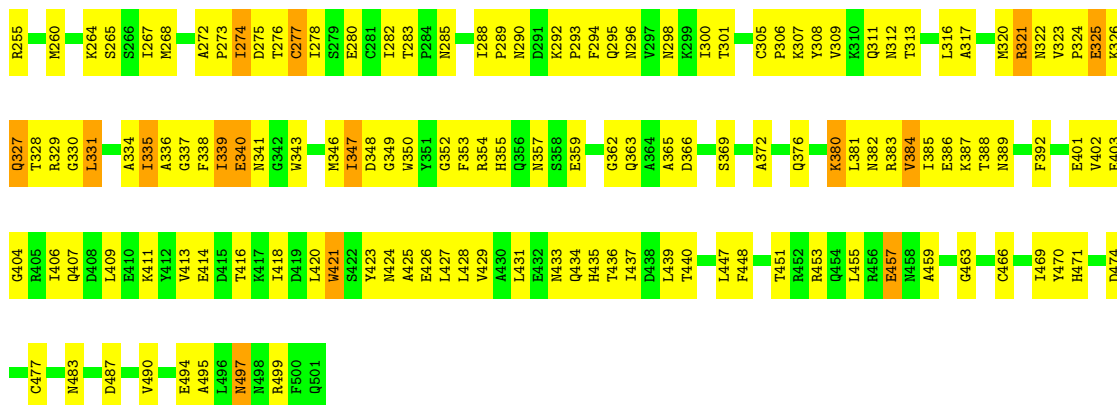 R255 M260 K264 S265 S266 I267 M268 A272 P273 I274 D275 T276 C277 I278 S279 E280 C281 I282 T283 P284 N285 I288 P289 N290 D291 K292 P293 F294 Q295 N296 V297 N298 K299 I300 T301 C305 P306 K307 Y308 V309 K310 Q311 N312 T313 L316 A317 M320 R321 N322 V323 P324 E325 K326
Q327 T328 R329 G330 L331 A334 I335 A336 G337 F338 I339 E340 N341 G342 W343 M346 I347 D348 G349 W350 Y351 G352 F353 R354 H355 Q356 N357 S358 E359 G362 Q363 A364 A365 D366 S369 A372 Q376 K380 L381 N382 R383 V384 I385 E386 K387 T388 N389 F392 E401 V402 E403
G404 R405 I406 Q407 D408 L409 E410 K411 Y412 V413 E414 D415 T416 K417 I418 D419 L420 W421 S422 Y423 N424 A425 E426 L427 L428 V429 A430 L431 E432 N433 Q434 H435 T436 I437 D438 L439 T440 L447 F448 T451 R452 R453 Q454 L455 R456 E457 N458 A459 G463 C466 I469 Y470 H471 D474
C477 N483 D487 V490 E494 A495 L496 N497 N498 R499 F500 Q501